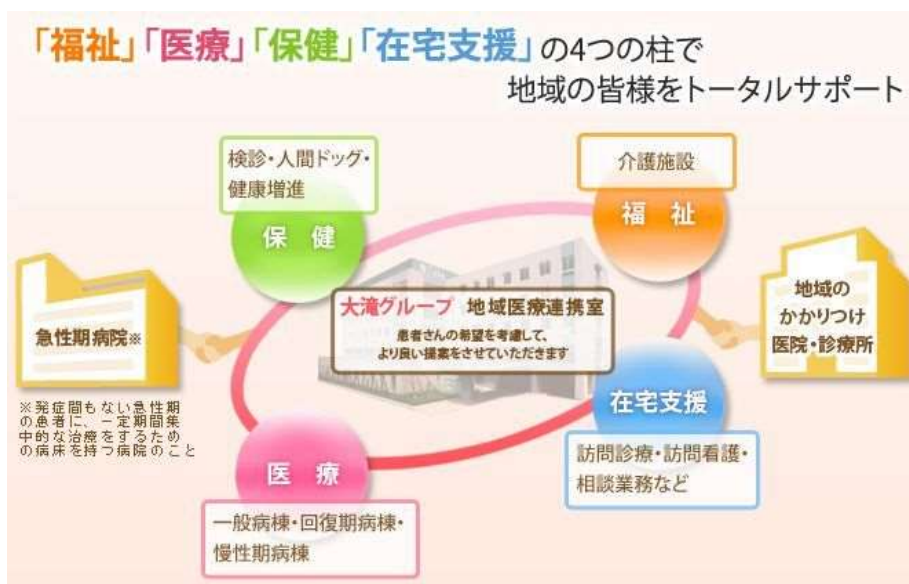 「福祉」「医療」「保健」「在宅支援」の4つの柱で
地域の皆様をトータルサポート
検診・人間ドッグ・
健康増進
保健
介護施設
福祉
急性期病院※
※発症間もない急性期
の患者に、一定期間集
中的な治療をするため
の病床を持つ病院のこと
大滝グループ 地域医療連携室
患者さんの希望を考慮して、
より良い提案をさせていただきます
地域の
かかりつけ
医院・診療所
医療
一般病棟・回復期病棟・
慢性期病棟
在宅支援
訪問診療・訪問看護・
相談業務など